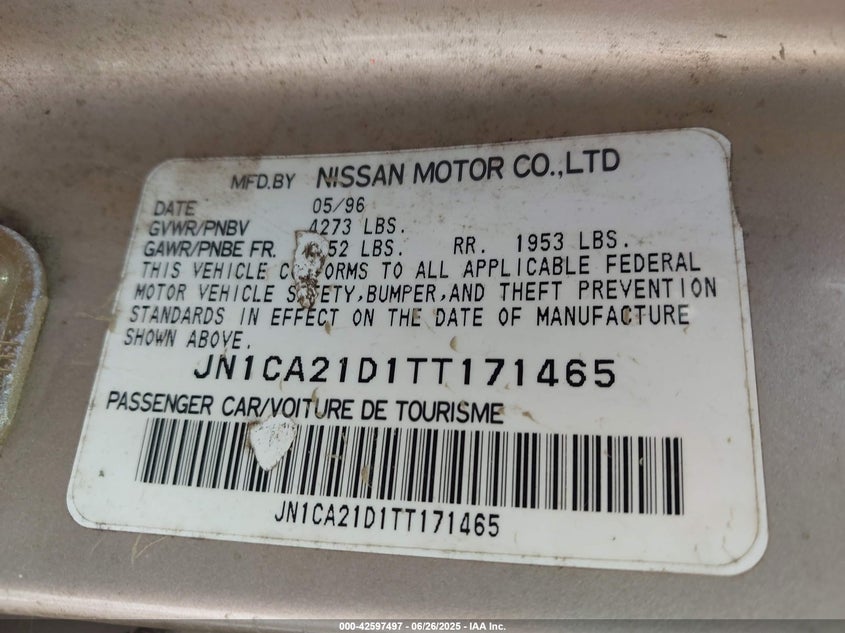 MFD.BY NISSAN MOTOR CO.,LTD
DATE 05/96
GVWR/PNBV 4273 LBS.
GAWR/PNBE FR. 52 LBS. RR. 1953 LBS.
THIS VEHICLE TO ALL APPLICABLE FEDERAL
MOTOR VEHICLE ,BUMPER,AND THEFT PREVENTION
STANDARDS IN EFFECT ON THE DATE OF MANUFACTURE
SHOWN ABOVE.
JN1CA21D1TT171465
PASSENGER CAR/VOITURE DE TOURISME
JN1CA21D1TT171465
000-42597497 - 06/26/2025 - IAA Inc.